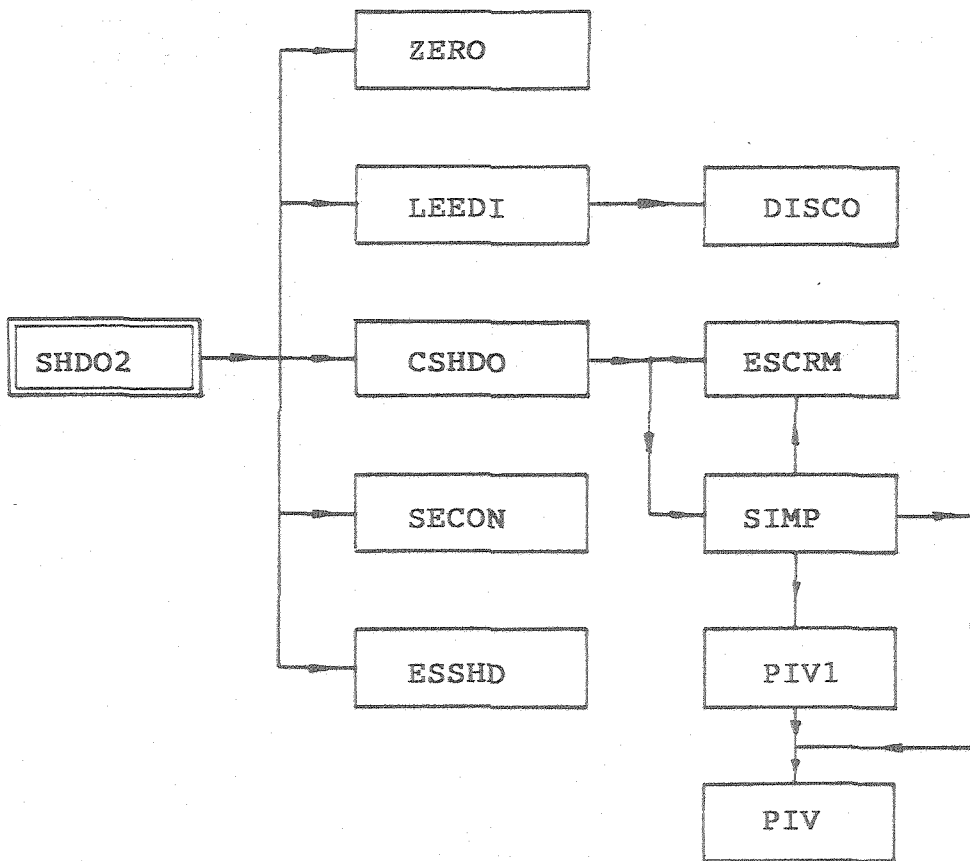 ZERO
LEEDI
DISCO
SHDO2
CSHDO
ESCRM
SECON
SIMP
ESSHD
PIV1
PIV